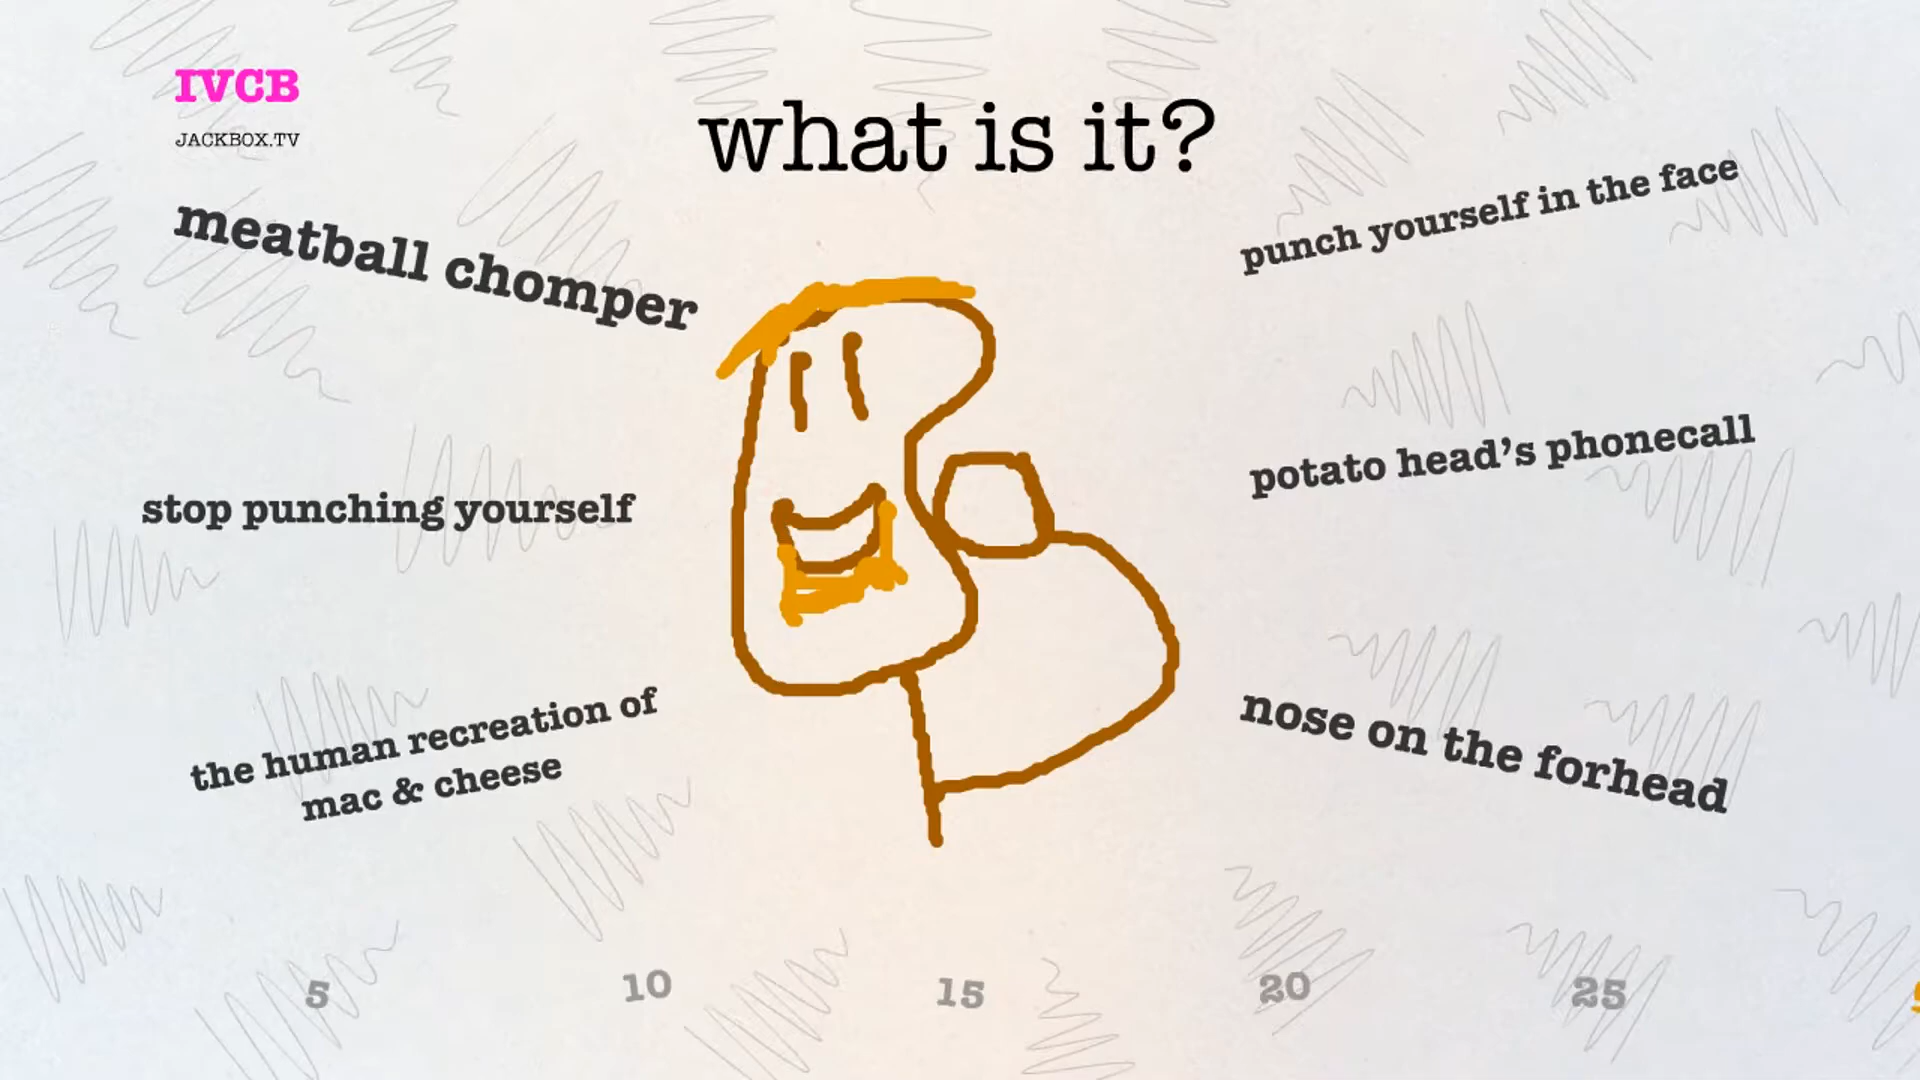 IVCB
JACKBOX.TV
what is it?
meatball chomper
punch yourself in the face
stop punching yourself
potato head's phonecall
the human recreation of
mac & cheese
nose on the forhead
5 10 15 20 25